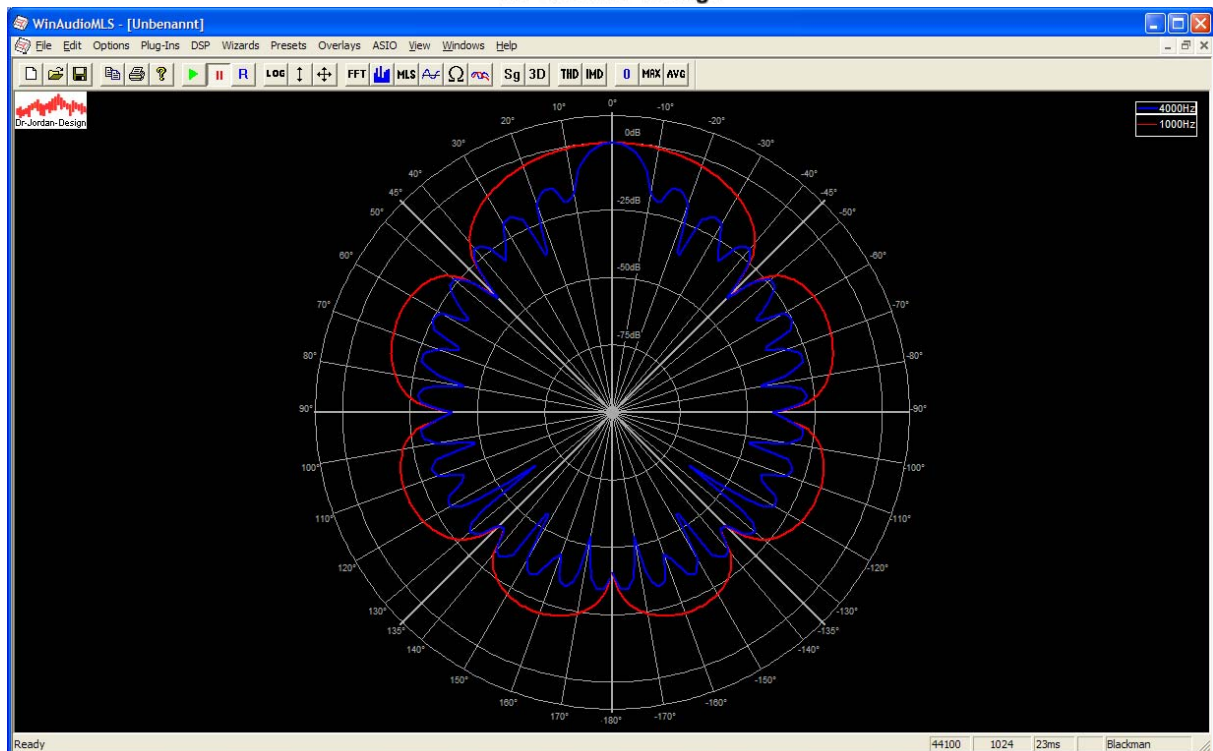 WinAudioMLS - [Unbenannt]
File Edit Options Plug-Ins DSP Wizards Presets Overlays ASIO View Windows Help
R LOG FFT MLS Ω Sg 3D THD IMD 0 MAX AVG
Dr-Jordan-Design
4000Hz
1000Hz
0°
10° -10°
20° -20°
0dB
30° -30°
40° -40°
45° -45°
-25dB
50° -50°
60° -60°
-50dB
70° -70°
-75dB
80° -80°
90° -90°
100° -100°
110° -110°
120° -120°
130° -130°
135° -135°
140° -140°
150° -150°
160° -160°
170° -170°
-180°
Ready 44100 1024 23ms Blackman